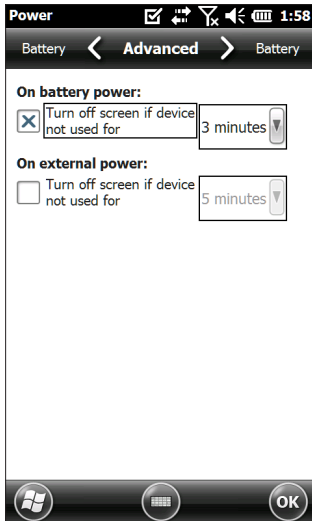 Power 1:58
Battery Advanced Battery
On battery power:
Turn off screen if device
not used for
3 minutes
On external power:
Turn off screen if device
not used for
5 minutes
OK